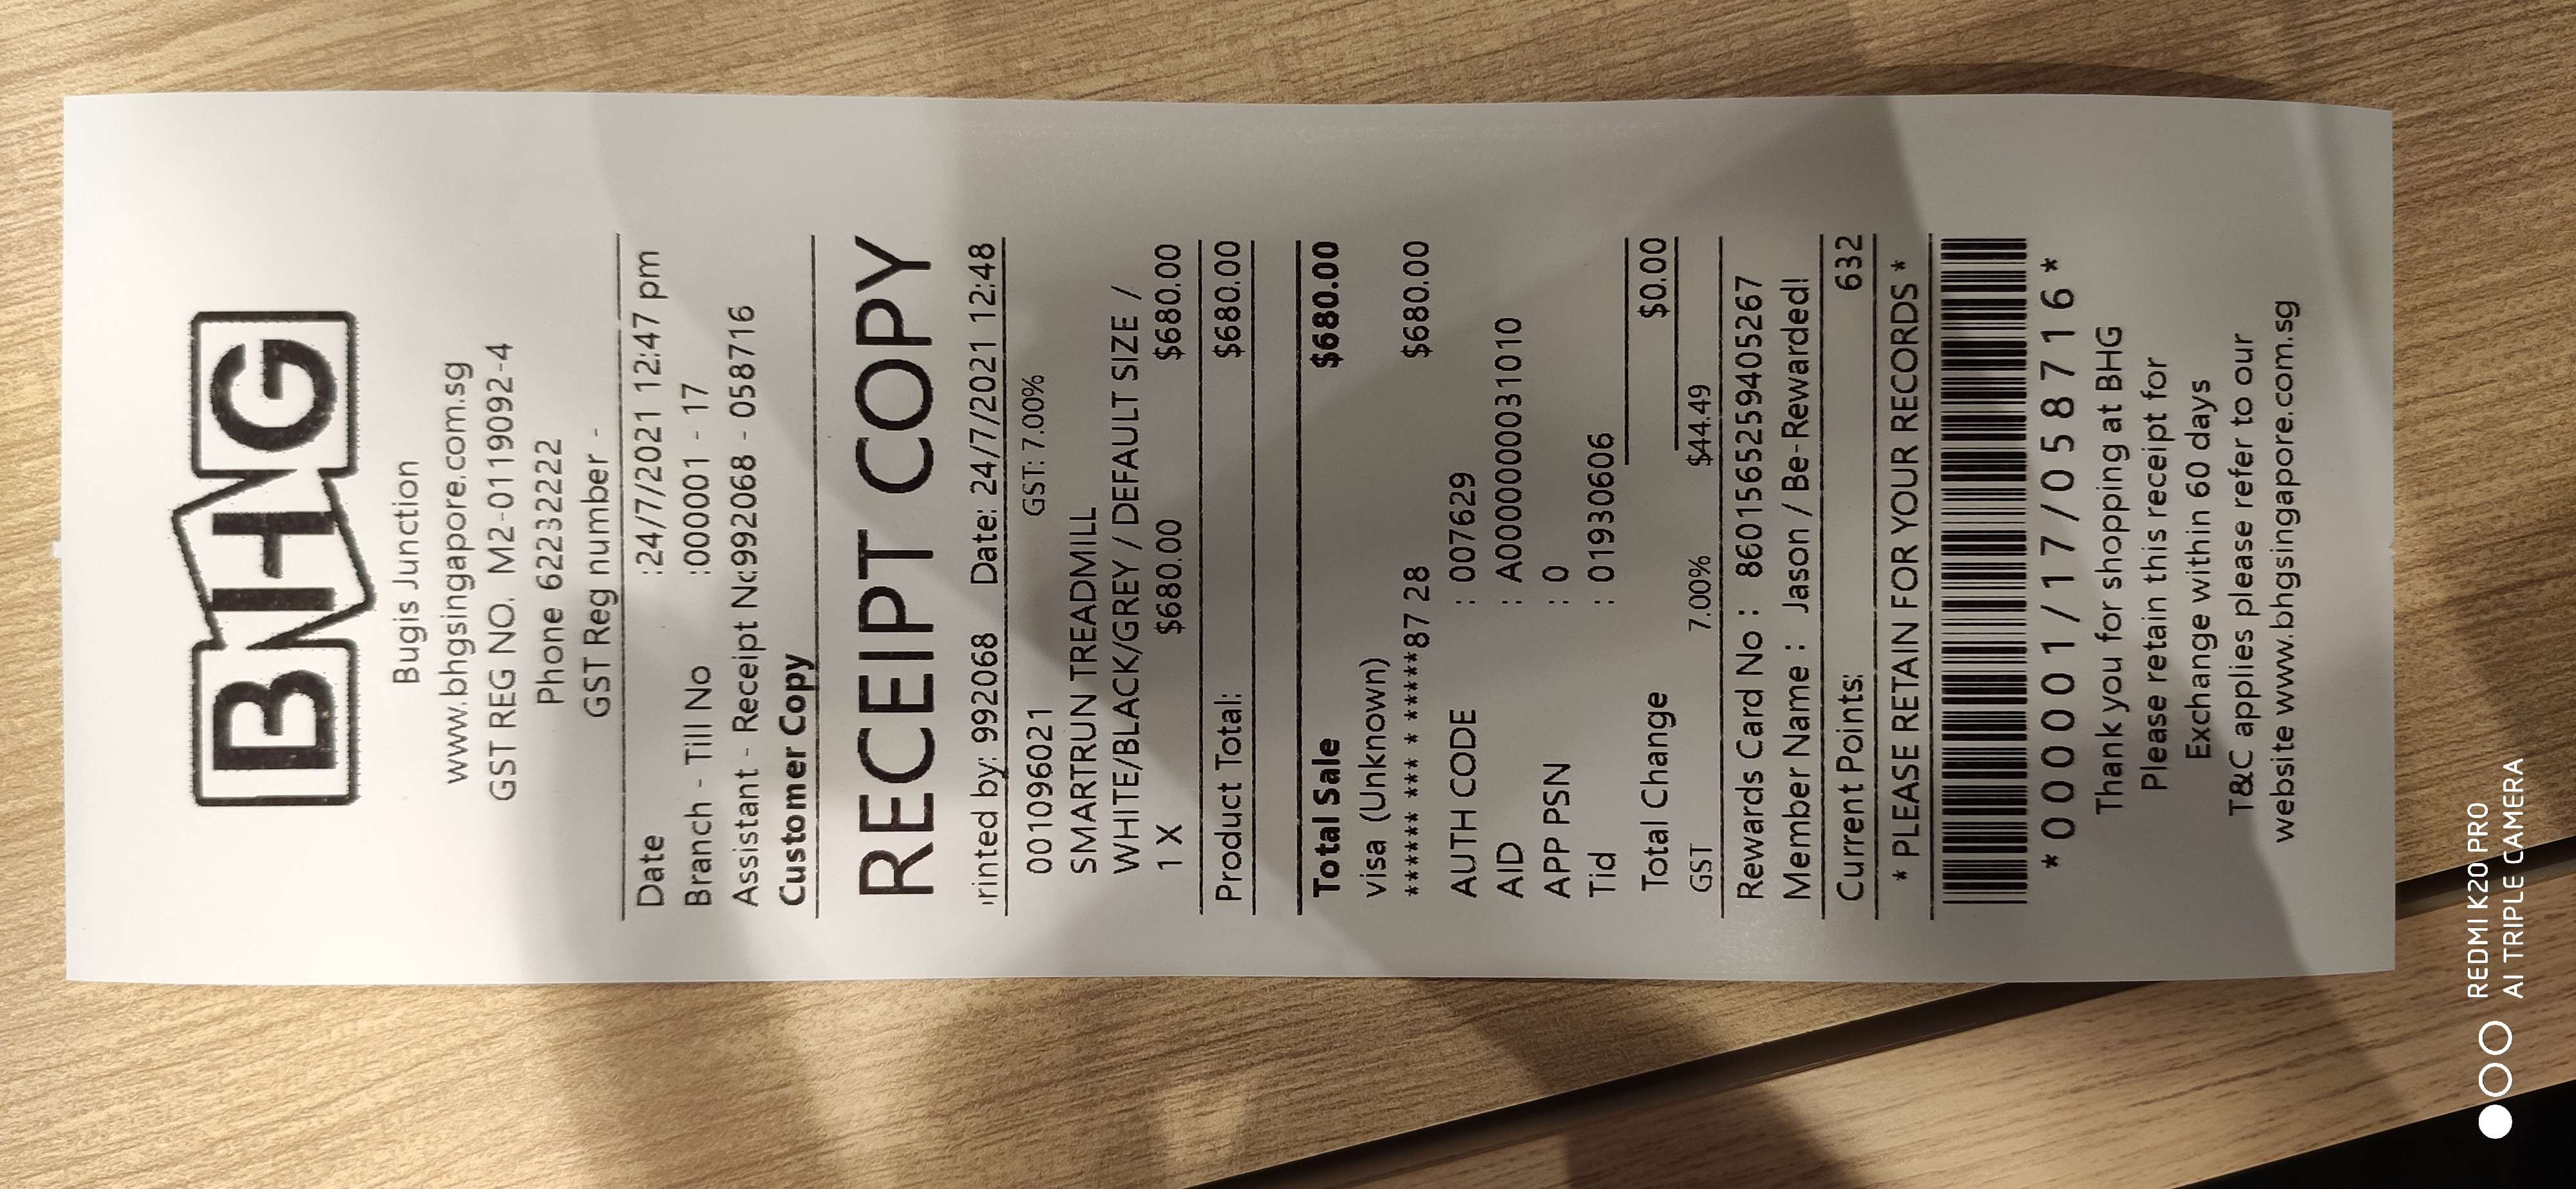 BHG
Bugis Junction
www.bhgsingapore.com.sg
GST REG NO. M2-0119092-4
Phone 62232222
GST Reg number -
Date :24/7/2021 12:47 pm
Branch - Till No :000001 - 17
Assistant - Receipt No:992068 - 058716
Customer Copy
RECEIPT COPY
rinted by: 992068 Date: 24/7/2021 12:48
001096021 GST: 7.00%
SMARTRUN TREADMILL
WHITE/BLACK/GREY / DEFAULT SIZE /
1 X $680.00 $680.00
Product Total: $680.00
Total Sale $680.00
Visa (Unknown)
****** *** * *****87 28 $680.00
AUTH CODE : 007629
AID : A0000000031010
APP PSN : 0
Tid : 01930606
Total Change $0.00
GST 7.00% $44.49
Rewards Card No : 8601565259405267
Member Name : Jason / Be-Rewarded!
Current Points: 632
* PLEASE RETAIN FOR YOUR RECORDS *
*00001/17/058716*
Thank you for shopping at BHG
Please retain this receipt for
Exchange within 60 days
T&C applies please refer to our
website www.bhgsingapore.com.sg
REDMI K20 PRO
AI TRIPLE CAMERA